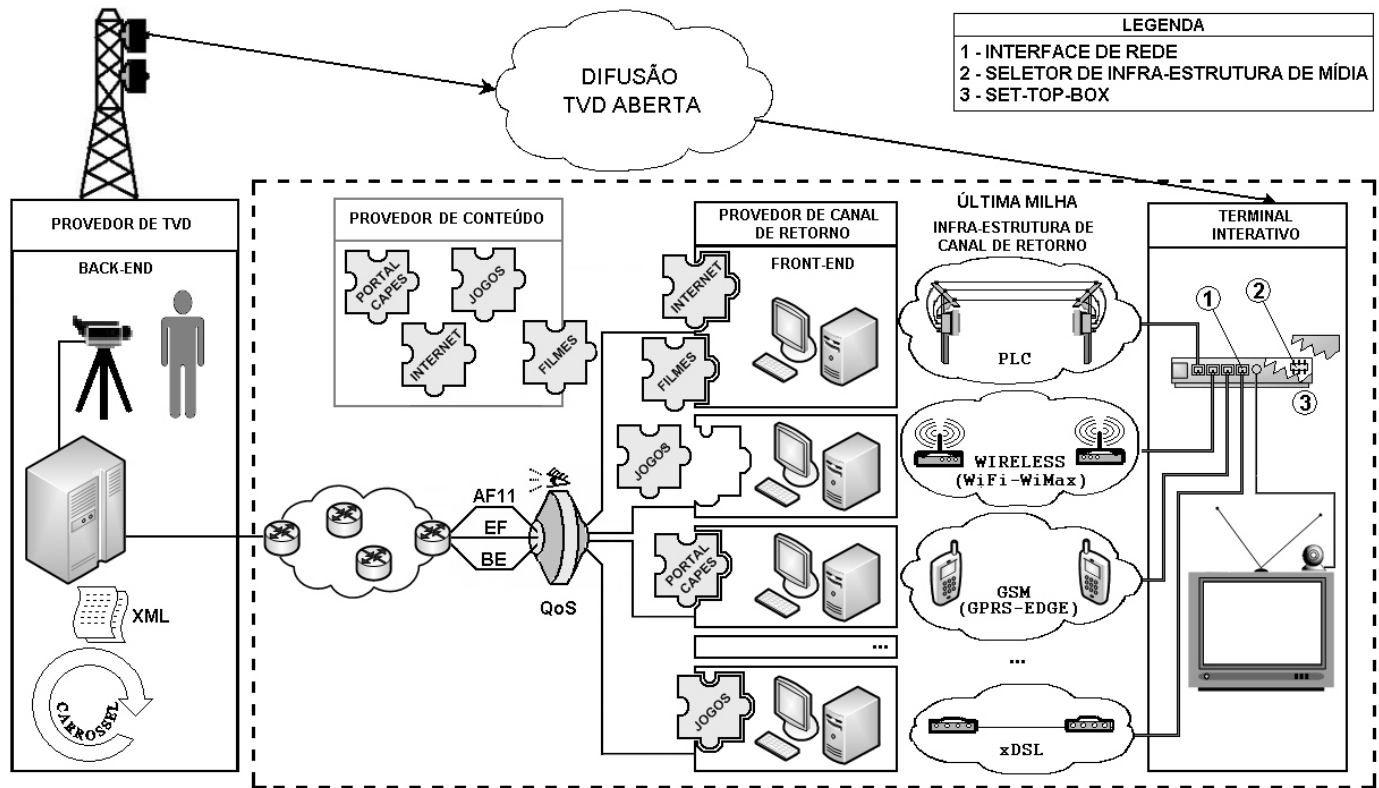 DIFUSÃO
TVD ABERTA
LEGENDA
1 - INTERFACE DE REDE
2 - SELETOR DE INFRA-ESTRUTURA DE MÍDIA
3 - SET-TOP-BOX
PROVEDOR DE TVD
BACK-END
XML
CARROSSEL
PROVEDOR DE CONTEÚDO
PORTAL
CAPES
JOGOS
INTERNET
FILMES
AF11
EF
BE
QoS
PROVEDOR DE CANAL
DE RETORNO
FRONT-END
INTERNET
FILMES
JOGOS
PORTAL
CAPES
...
JOGOS
ÚLTIMA MILHA
INFRA-ESTRUTURA DE
CANAL DE RETORNO
PLC
WIRELESS
(WiFi-WiMax)
GSM
(GPRS-EDGE)
...
xDSL
TERMINAL
INTERATIVO
1
2
3